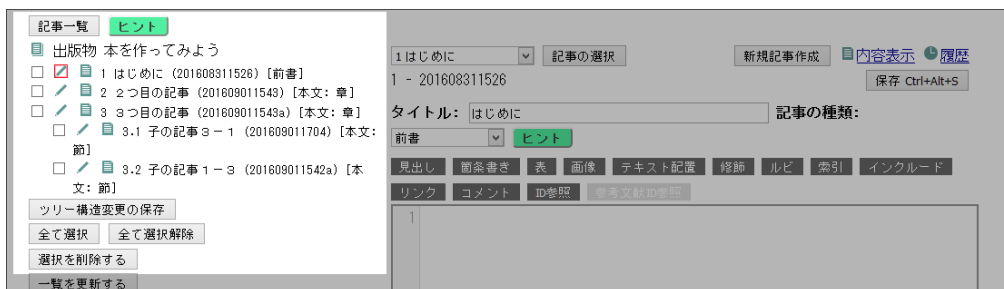 記事一覧 ヒント
出版物 本を作ってみよう
1 はじめに (201608311526) [前書]
2 2つ目の記事 (201609011543) [本文: 章]
3 3つ目の記事 (201609011543a) [本文: 章]
3.1 子の記事3-1 (201609011704) [本文:
節]
3.2 子の記事1-3 (201609011542a) [本
文: 節]
ツリー構造変更の保存
全て選択 全て選択解除
選択を削除する
一覧を更新する
1 はじめに 記事の選択 新規記事作成 内容表示 履歴
1 - 201608311526 保存 Ctrl+Alt+S
タイトル: はじめに 記事の種類:
前書 ヒント
見出し 箇条書き 表 画像 テキスト配置 修飾 ルビ 索引 インクルード
リンク コメント ID参照 参考文献ID参照
1